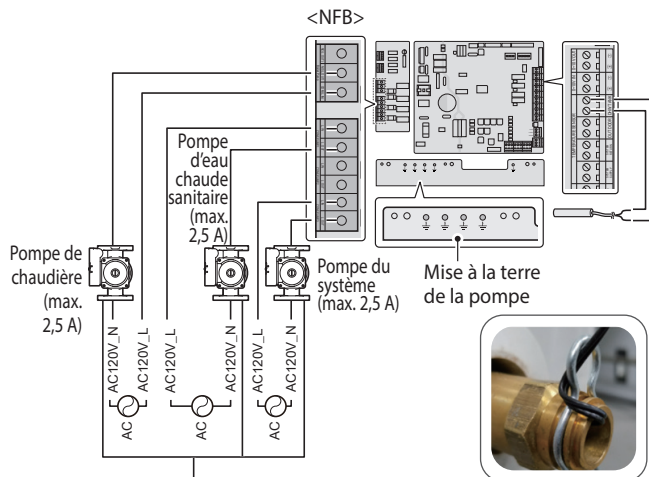 <NFB>
Pompe
d'eau
chaude
sanitaire
(max.
2,5 A)
Pompe de
chaudière
(max.
2,5 A)
Pompe du
système
(max. 2,5 A)
Mise à la terre
de la pompe
AC120V_N
AC120V_L
AC120V_L
AC120V_N
AC120V_L
AC120V_N
AC
AC
AC